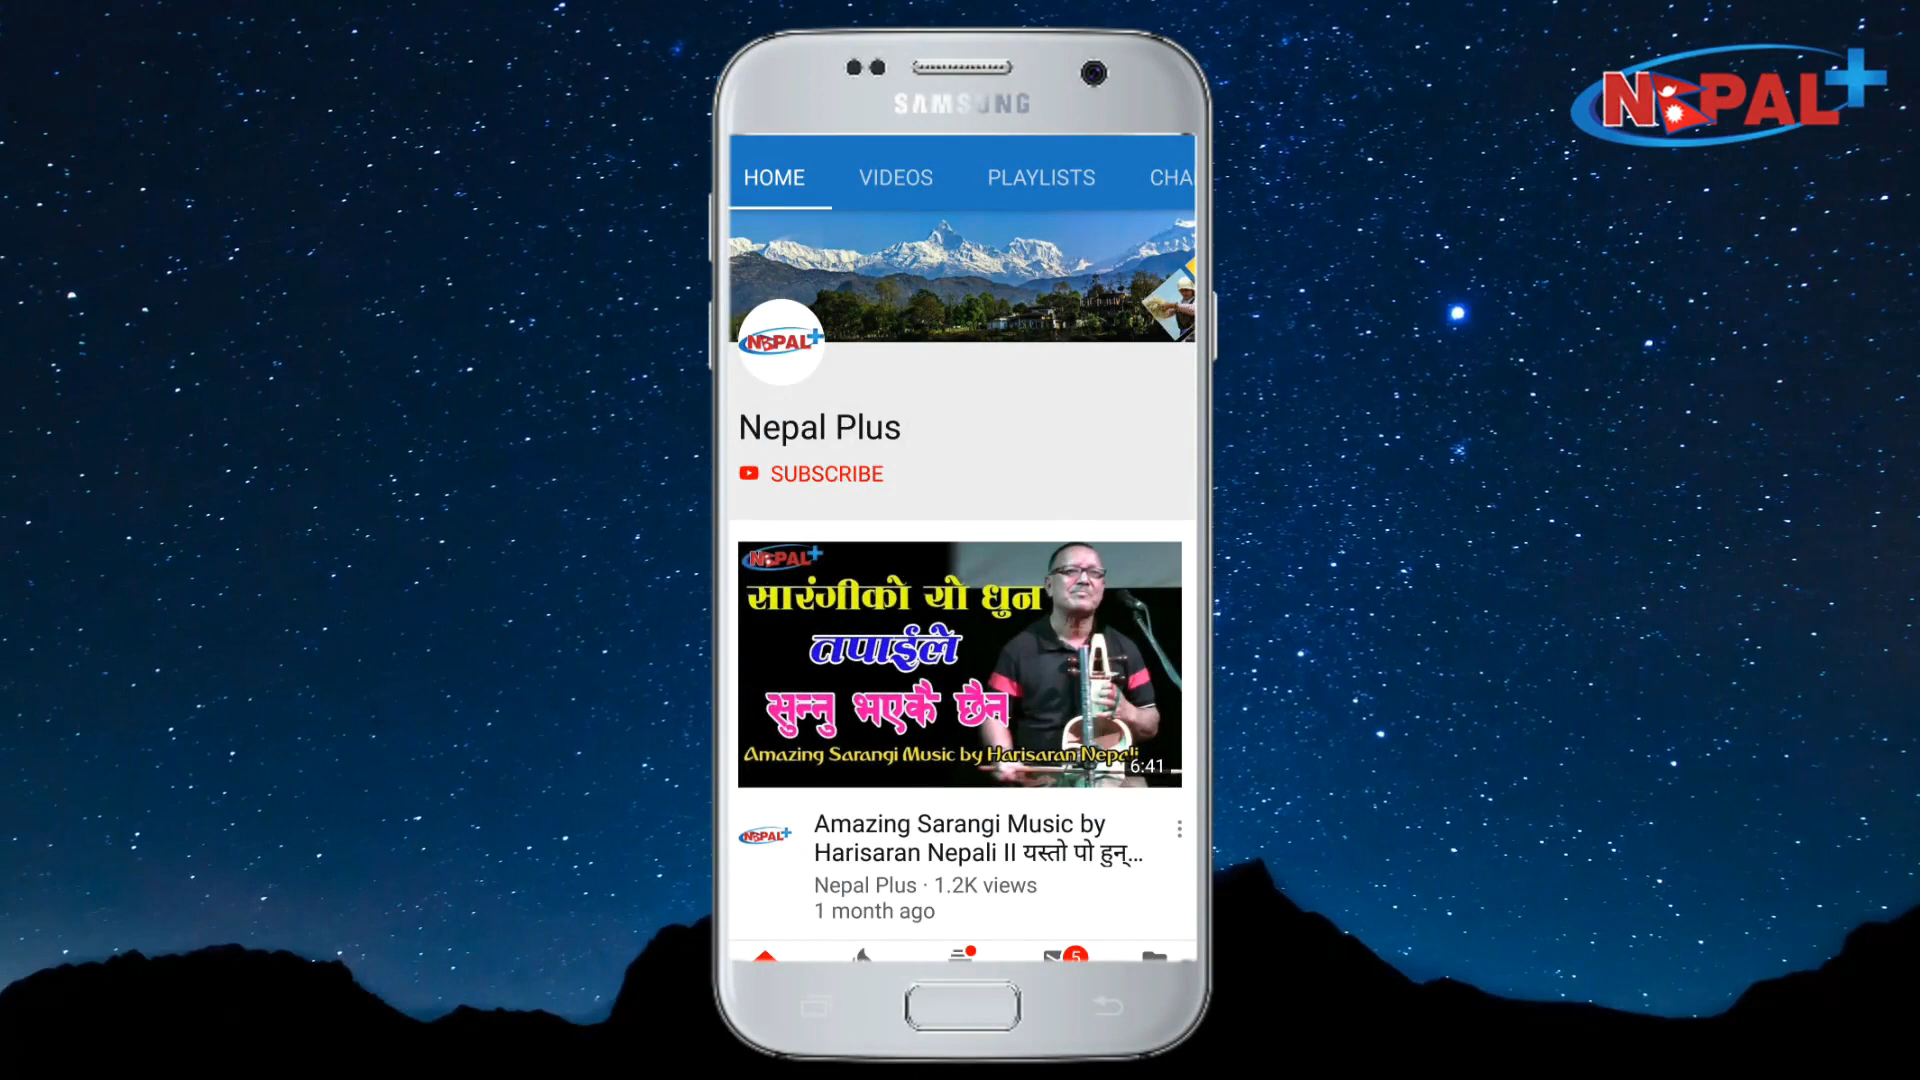 NEPAL+
SAMSUNG
HOME VIDEOS PLAYLISTS CHA
NEPAL+
Nepal Plus
SUBSCRIBE
NEPAL+
सारंगीको यो धुन
तपाईले
सुन्नु भएकै छैन
Amazing Sarangi Music by Harisaran Nepali
6:41
NEPAL+
Amazing Sarangi Music by
Harisaran Nepali II यस्तो पो हुन्...
Nepal Plus · 1.2K views
1 month ago
5